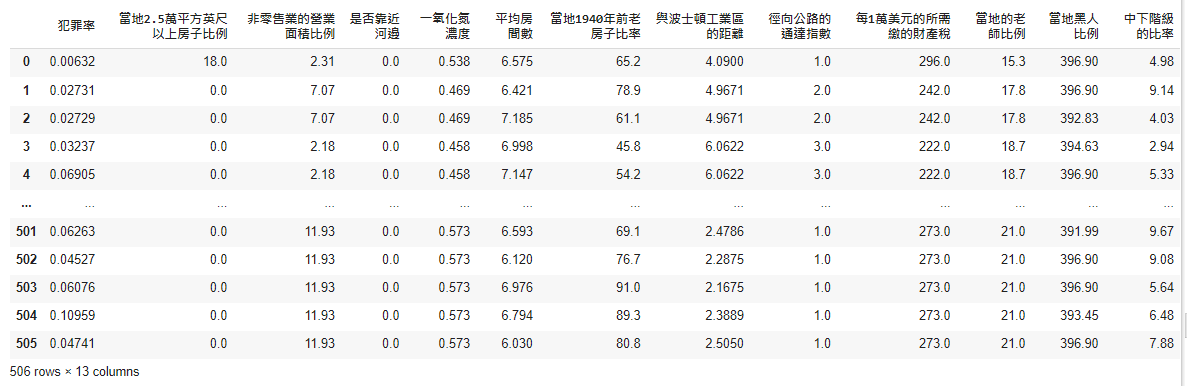 犯罪率 當地2.5萬平方英尺以上房子比例 非零售業的營業面積比例 是否靠近河邊 一氧化氮濃度 平均房間數 當地1940年前老房子比率 與波士頓工業區的距離 徑向公路的通達指數 每1萬美元的所需繳的財產稅 當地的老師比例 當地黑人比例 中下階級的比率
0 0.00632 18.0 2.31 0.0 0.538 6.575 65.2 4.0900 1.0 296.0 15.3 396.90 4.98
1 0.02731 0.0 7.07 0.0 0.469 6.421 78.9 4.9671 2.0 242.0 17.8 396.90 9.14
2 0.02729 0.0 7.07 0.0 0.469 7.185 61.1 4.9671 2.0 242.0 17.8 392.83 4.03
3 0.03237 0.0 2.18 0.0 0.458 6.998 45.8 6.0622 3.0 222.0 18.7 394.63 2.94
4 0.06905 0.0 2.18 0.0 0.458 7.147 54.2 6.0622 3.0 222.0 18.7 396.90 5.33
... ... ... ... ... ... ... ... ... ... ... ... ... ...
501 0.06263 0.0 11.93 0.0 0.573 6.593 69.1 2.4786 1.0 273.0 21.0 391.99 9.67
502 0.04527 0.0 11.93 0.0 0.573 6.120 76.7 2.2875 1.0 273.0 21.0 396.90 9.08
503 0.06076 0.0 11.93 0.0 0.573 6.976 91.0 2.1675 1.0 273.0 21.0 396.90 5.64
504 0.10959 0.0 11.93 0.0 0.573 6.794 89.3 2.3889 1.0 273.0 21.0 393.45 6.48
505 0.04741 0.0 11.93 0.0 0.573 6.030 80.8 2.5050 1.0 273.0 21.0 396.90 7.88
506 rows × 13 columns